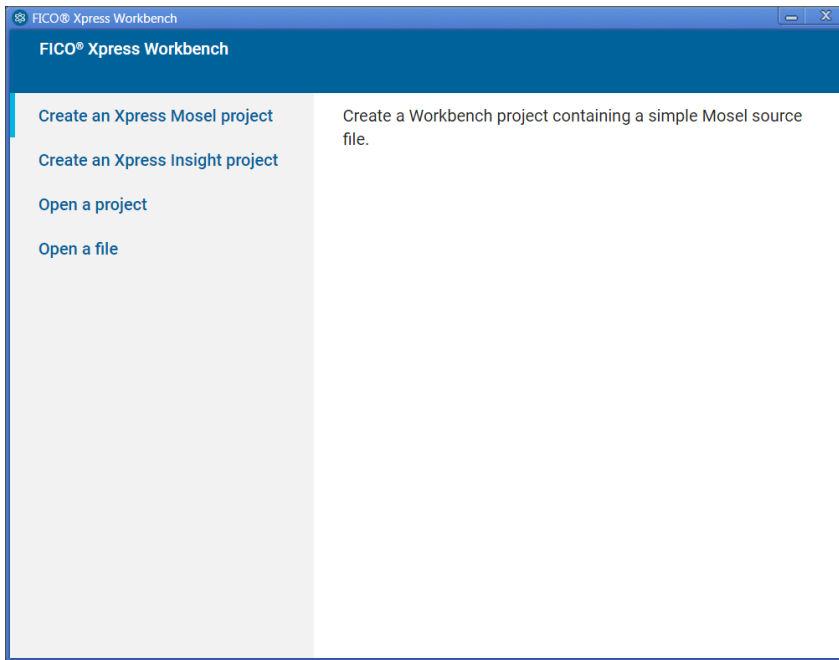 FICO® Xpress Workbench
FICO® Xpress Workbench
Create an Xpress Mosel project
Create an Xpress Insight project
Open a project
Open a file
Create a Workbench project containing a simple Mosel source
file.